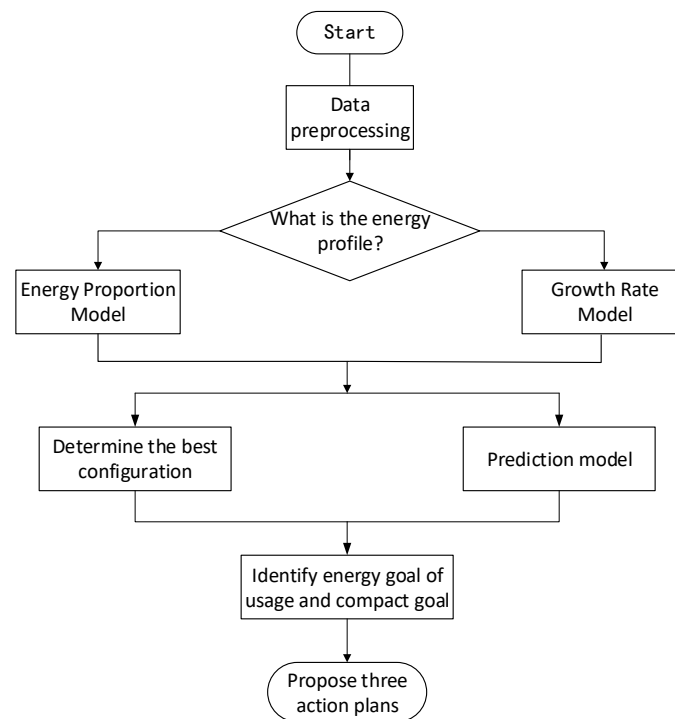 Start
Data
preprocessing
What is the energy
profile?
Energy Proportion
Model
Growth Rate
Model
Determine the best
configuration
Prediction model
Identify energy goal of
usage and compact goal
Propose three
action plans